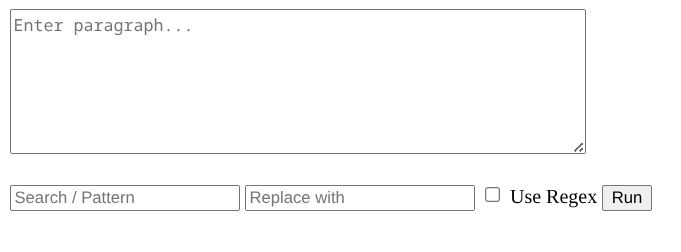 Enter paragraph...
Search / Pattern Replace with Use Regex Run